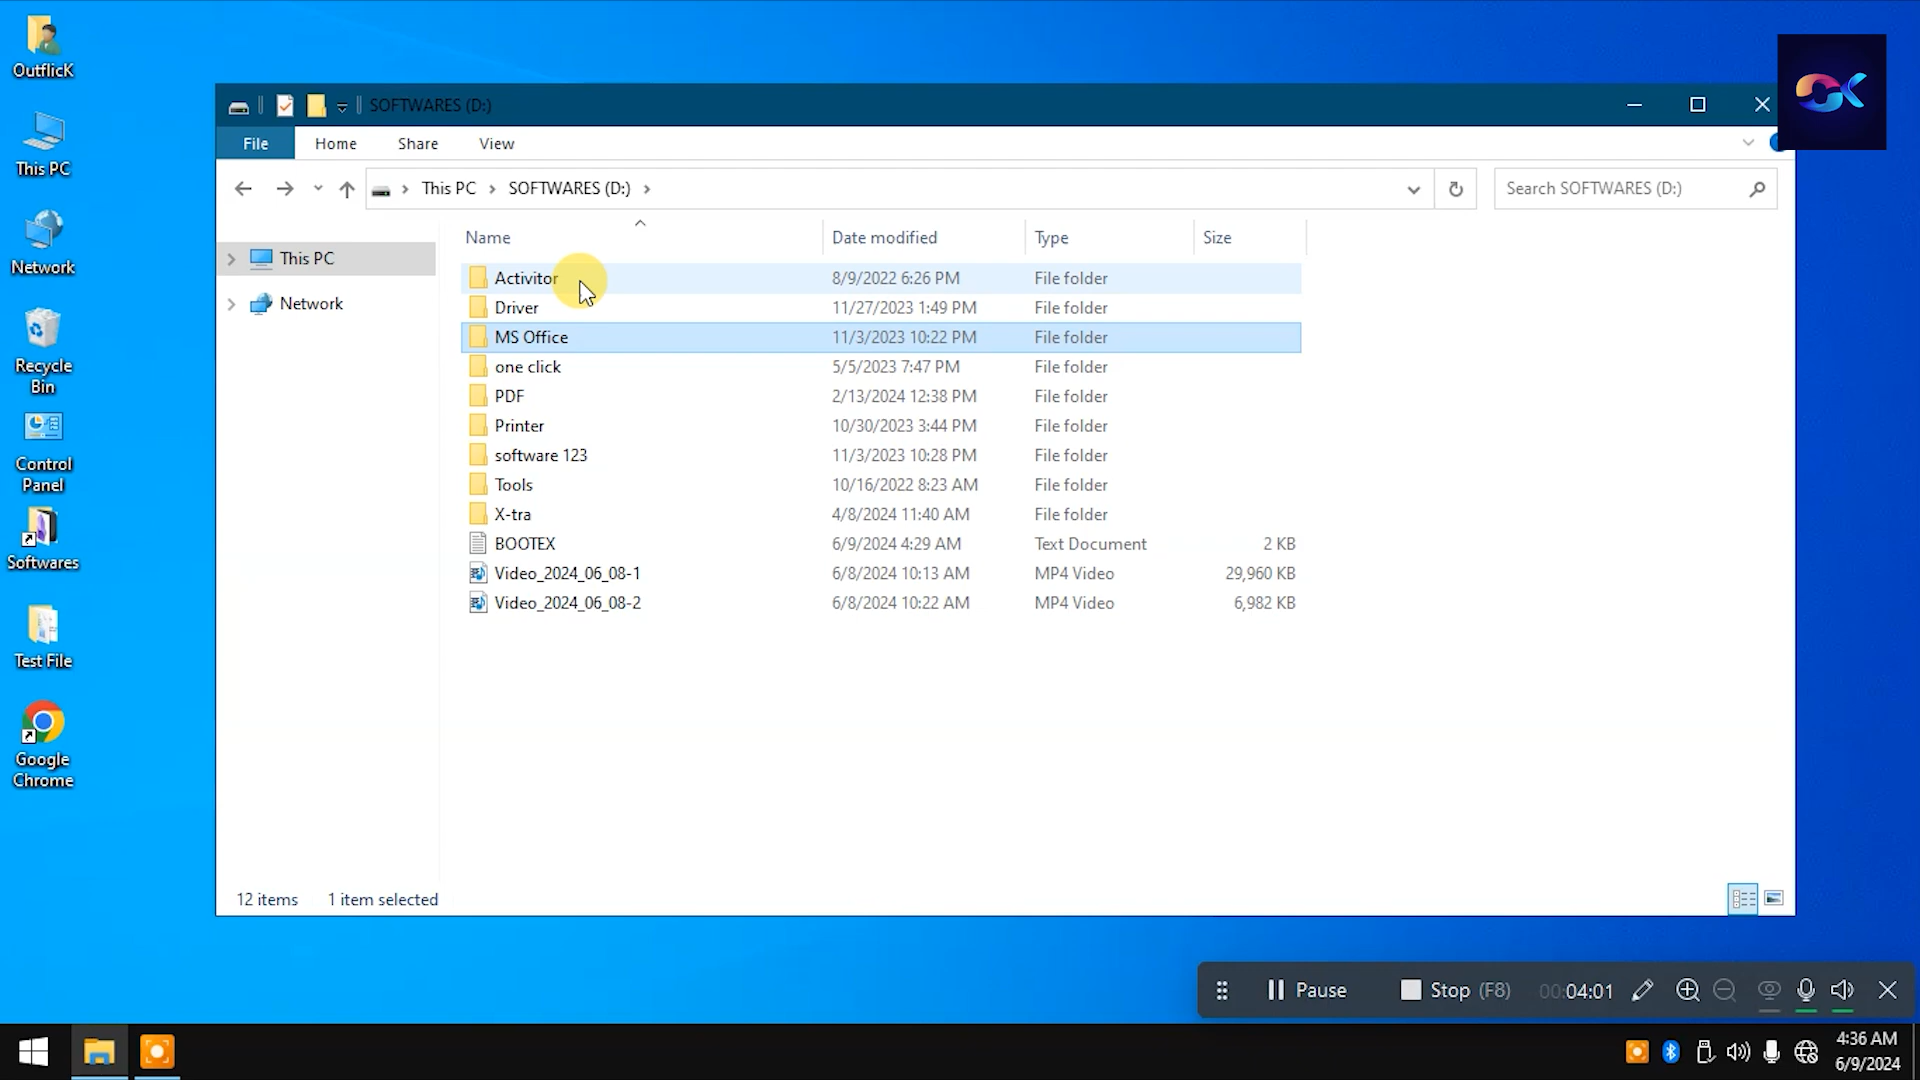 OutflicK
This PC
Network
Recycle
Bin
Control
Panel
Softwares
Test File
Google
Chrome
SOFTWARES (D:)
File Home Share View
This PC SOFTWARES (D:)
Search SOFTWARES (D:)
This PC
Network
Name Date modified Type Size
Activitor 8/9/2022 6:26 PM File folder
Driver 11/27/2023 1:49 PM File folder
MS Office 11/3/2023 10:22 PM File folder
one click 5/5/2023 7:47 PM File folder
PDF 2/13/2024 12:38 PM File folder
Printer 10/30/2023 3:44 PM File folder
software 123 11/3/2023 10:28 PM File folder
Tools 10/16/2022 8:23 AM File folder
X-tra 4/8/2024 11:40 AM File folder
BOOTEX 6/9/2024 4:29 AM Text Document 2 KB
Video_2024_06_08-1 6/8/2024 10:13 AM MP4 Video 29,960 KB
Video_2024_06_08-2 6/8/2024 10:22 AM MP4 Video 6,982 KB
12 items 1 item selected
Pause Stop (F8) 00:04:01
4:36 AM
6/9/2024